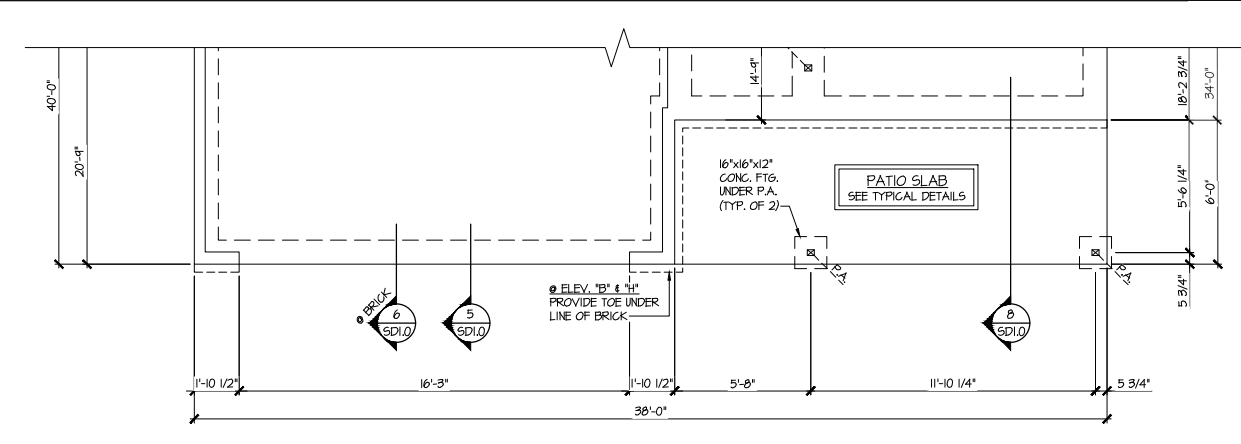 40'-0"
20'-9"
14'-9"
18'-2 3/4"
34'-0"
16"x16"x12"
CONC. FTG.
UNDER P.A.
(TYP. OF 2)
PATIO SLAB
SEE TYPICAL DETAILS
5'-6 1/4"
6'-0"
P.A.
P.A.
5 3/4"
@ ELEV. "B" & "H"
PROVIDE TOE UNDER
LINE OF BRICK
@ BRICK
6
SD1.0
5
SD1.0
8
SD1.0
1'-10 1/2"
16'-3"
1'-10 1/2"
5'-8"
11'-10 1/4"
5 3/4"
38'-0"